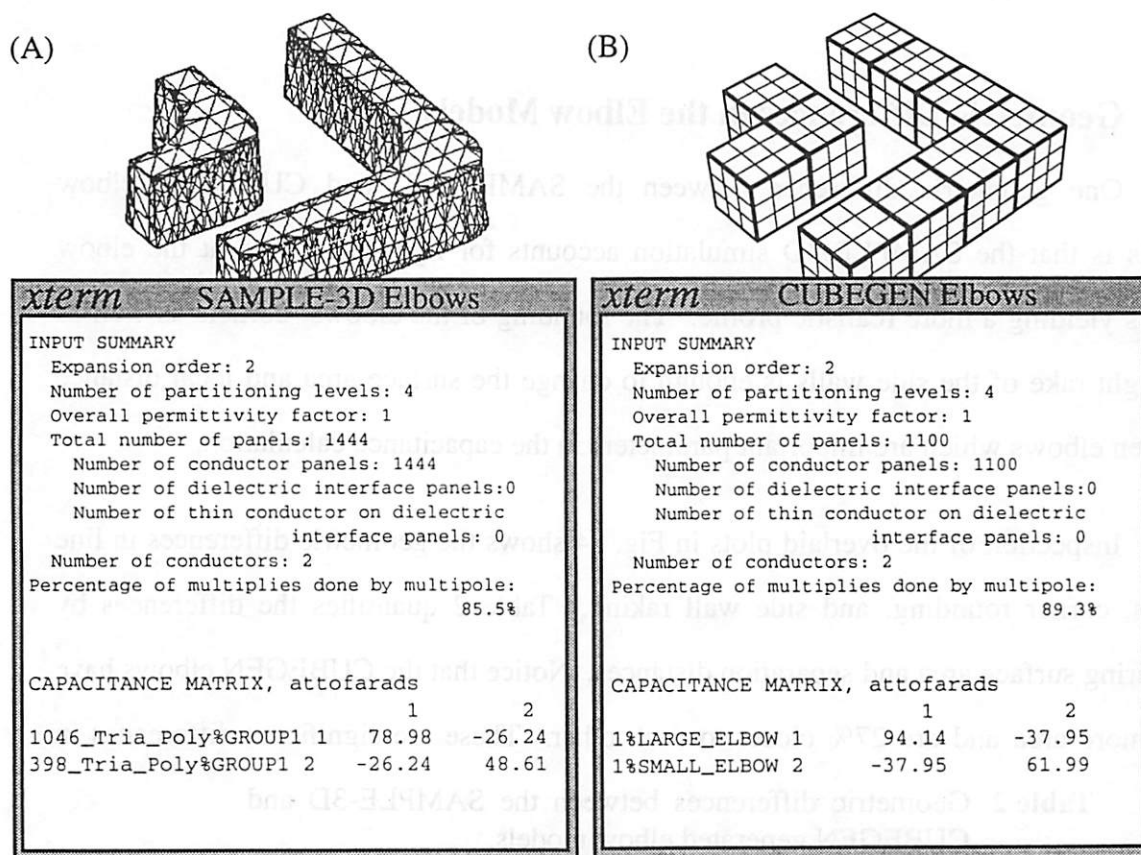 (A)
(B)
xterm SAMPLE-3D Elbows
INPUT SUMMARY
Expansion order: 2
Number of partitioning levels: 4
Overall permittivity factor: 1
Total number of panels: 1444
Number of conductor panels: 1444
Number of dielectric interface panels:0
Number of thin conductor on dielectric
interface panels: 0
Number of conductors: 2
Percentage of multiplies done by multipole:
85.5%
CAPACITANCE MATRIX, attofarads
1 2
1046_Tria_Poly%GROUP1 1 78.98 -26.24
398_Tria_Poly%GROUP1 2 -26.24 48.61
xterm CUBEGEN Elbows
INPUT SUMMARY
Expansion order: 2
Number of partitioning levels: 4
Overall permittivity factor: 1
Total number of panels: 1100
Number of conductor panels: 1100
Number of dielectric interface panels:0
Number of thin conductor on dielectric
interface panels: 0
Number of conductors: 2
Percentage of multiplies done by multipole:
89.3%
CAPACITANCE MATRIX, attofarads
1 2
1%LARGE_ELBOW 1 94.14 -37.95
1%SMALL_ELBOW 2 -37.95 61.99